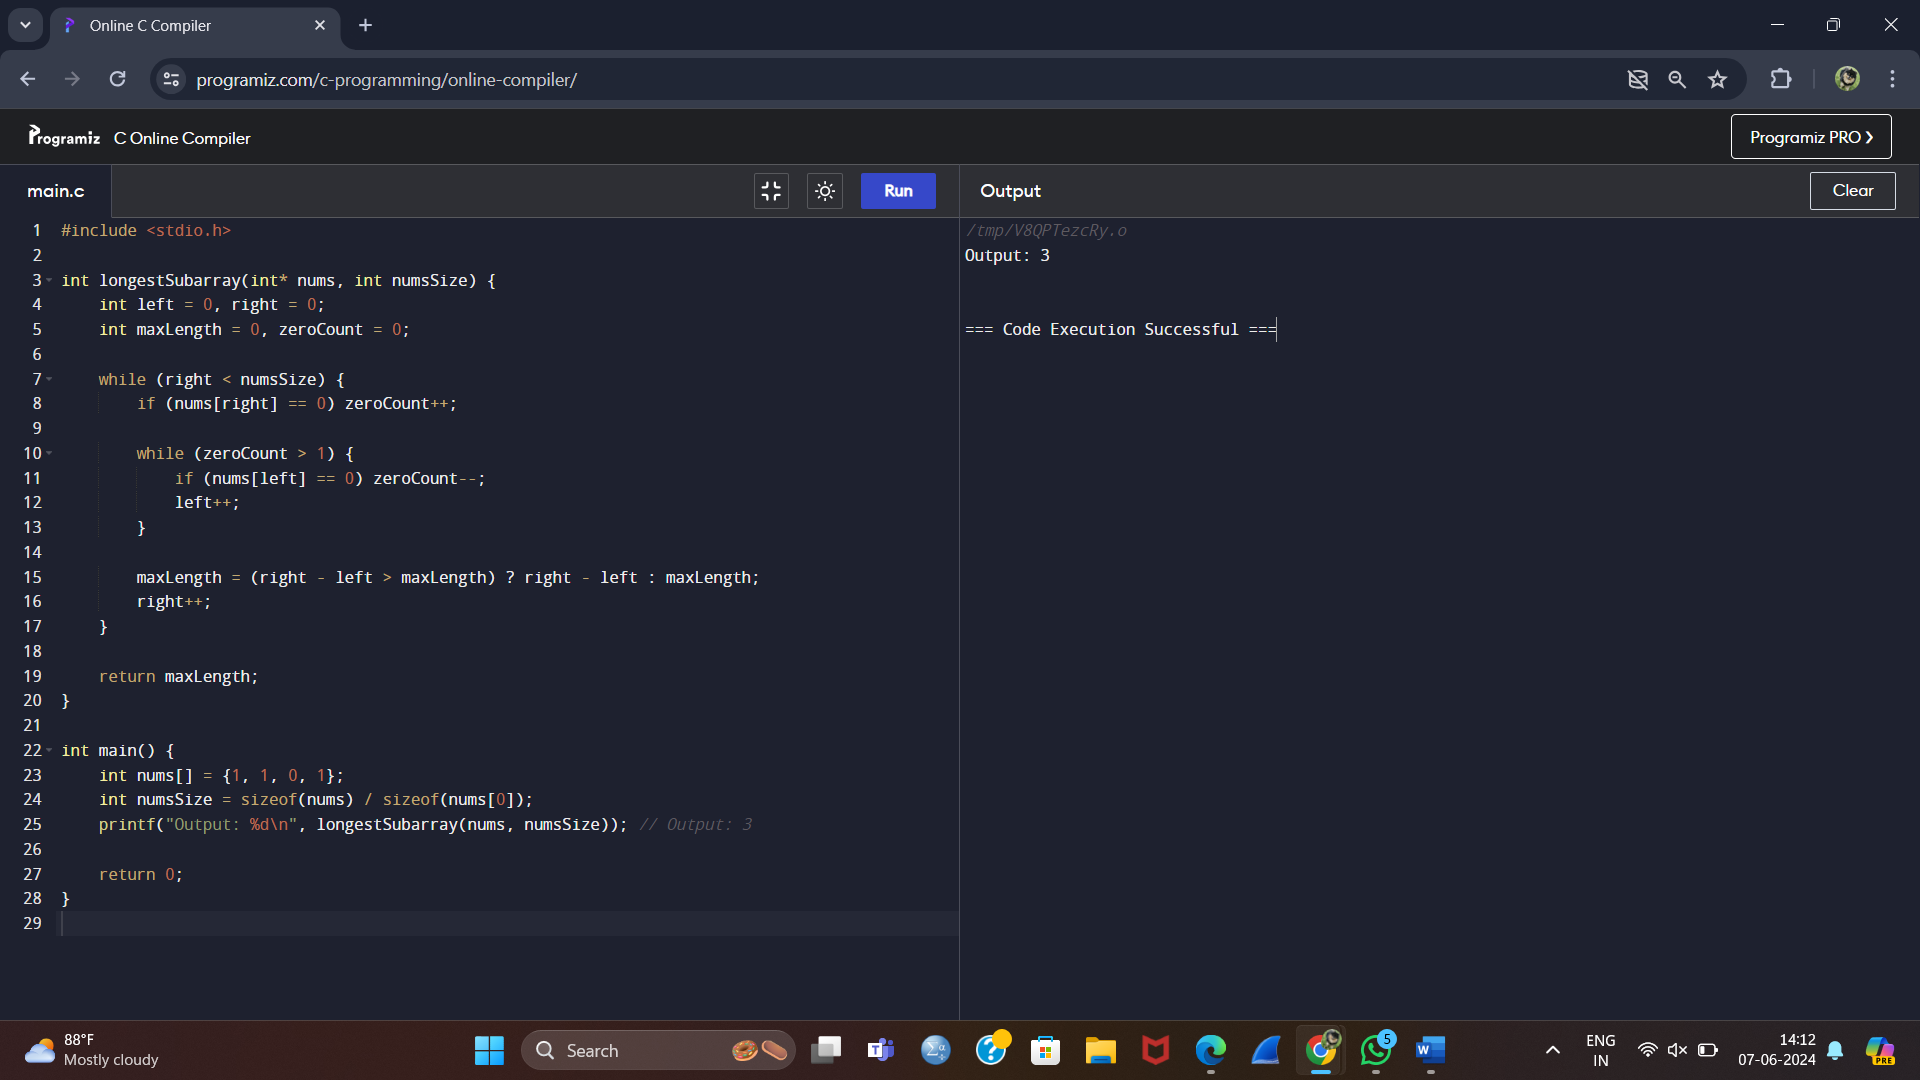 Online C Compiler
programiz.com/c-programming/online-compiler/
Programiz C Online Compiler
Programiz PRO ❯
main.c
Run
Output
Clear
1 #include <stdio.h>
2
3 int longestSubarray(int* nums, int numsSize) {
4     int left = 0, right = 0;
5     int maxLength = 0, zeroCount = 0;
6
7     while (right < numsSize) {
8         if (nums[right] == 0) zeroCount++;
9
10         while (zeroCount > 1) {
11             if (nums[left] == 0) zeroCount--;
12             left++;
13         }
14
15         maxLength = (right - left > maxLength) ? right - left : maxLength;
16         right++;
17     }
18
19     return maxLength;
20 }
21
22 int main() {
23     int nums[] = {1, 1, 0, 1};
24     int numsSize = sizeof(nums) / sizeof(nums[0]);
25     printf("Output: %d\n", longestSubarray(nums, numsSize)); // Output: 3
26
27     return 0;
28 }
29
/tmp/V8QPTezcRy.o
Output: 3
=== Code Execution Successful ===
88°F
Mostly cloudy
Search
5
ENG
IN
14:12
07-06-2024
PRE